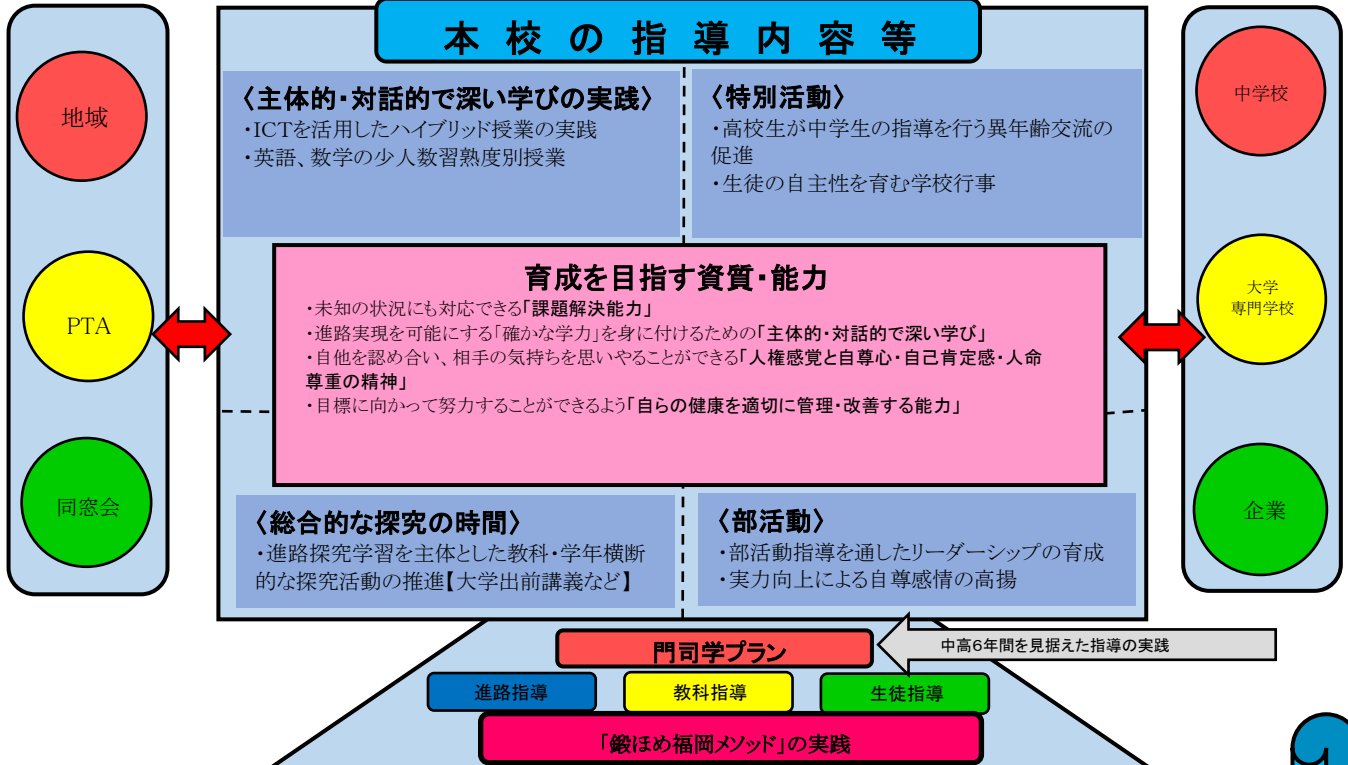 本校の指導内容等
地域
PTA
同窓会
〈主体的・対話的で深い学びの実践〉
・ICTを活用したハイブリッド授業の実践
・英語、数学の少人数習熟度別授業
〈特別活動〉
・高校生が中学生の指導を行う異年齢交流の
促進
・生徒の自主性を育む学校行事
育成を目指す資質・能力
・未知の状況にも対応できる「課題解決能力」
・進路実現を可能にする「確かな学力」を身に付けるための「主体的・対話的で深い学び」
・自他を認め合い、相手の気持ちを思いやることができる「人権感覚と自尊心・自己肯定感・人命
尊重の精神」
・目標に向かって努力することができるよう「自らの健康を適切に管理・改善する能力」
〈総合的な探究の時間〉
・進路探究学習を主体とした教科・学年横断
的な探究活動の推進【大学出前講義など】
〈部活動〉
・部活動指導を通したリーダーシップの育成
・実力向上による自尊感情の高揚
中学校
大学
専門学校
企業
門司学プラン
中高6年間を見据えた指導の実践
進路指導
教科指導
生徒指導
「鍛ほめ福岡メソッド」の実践